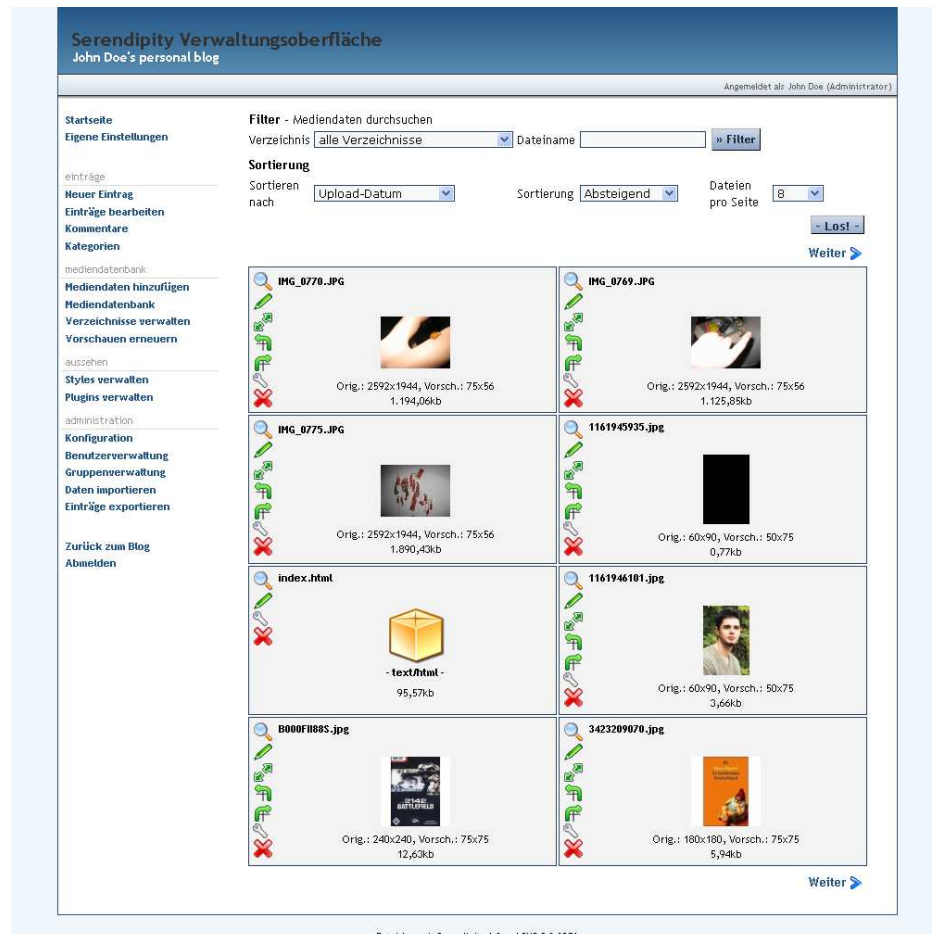 Serendipity Verwaltungsoberfläche
John Doe's personal blog
Angemeldet als John Doe (Administrator)
Startseite
Eigene Einstellungen
einträge
Neuer Eintrag
Einträge bearbeiten
Kommentare
Kategorien
mediendatenbank
Mediendaten hinzufügen
Mediendatenbank
Verzeichnisse verwalten
Vorschauen erneuern
aussehen
Styles verwalten
Plugins verwalten
administration
Konfiguration
Benutzerverwaltung
Gruppenverwaltung
Daten importieren
Einträge exportieren
Zurück zum Blog
Abmelden
Filter - Mediendaten durchsuchen
Verzeichnis alle Verzeichnisse Dateiname » Filter
Sortierung
Sortieren nach Upload-Datum Sortierung Absteigend Dateien pro Seite 8
- Los! -
Weiter
IMG_0770.JPG
Orig.: 2592x1944, Vorsch.: 75x56
1.194,06kb
IMG_0769.JPG
Orig.: 2592x1944, Vorsch.: 75x56
1.125,85kb
IMG_0775.JPG
Orig.: 2592x1944, Vorsch.: 75x56
1.890,43kb
1161945935.jpg
Orig.: 60x90, Vorsch.: 50x75
0,77kb
index.html
- text/html -
95,57kb
1161946101.jpg
Orig.: 60x90, Vorsch.: 50x75
3,66kb
B000FII88S.jpg
2142
BATTLEFIELD
Orig.: 240x240, Vorsch.: 75x75
12,63kb
3423209070.jpg
Orig.: 180x180, Vorsch.: 75x75
5,94kb
Weiter